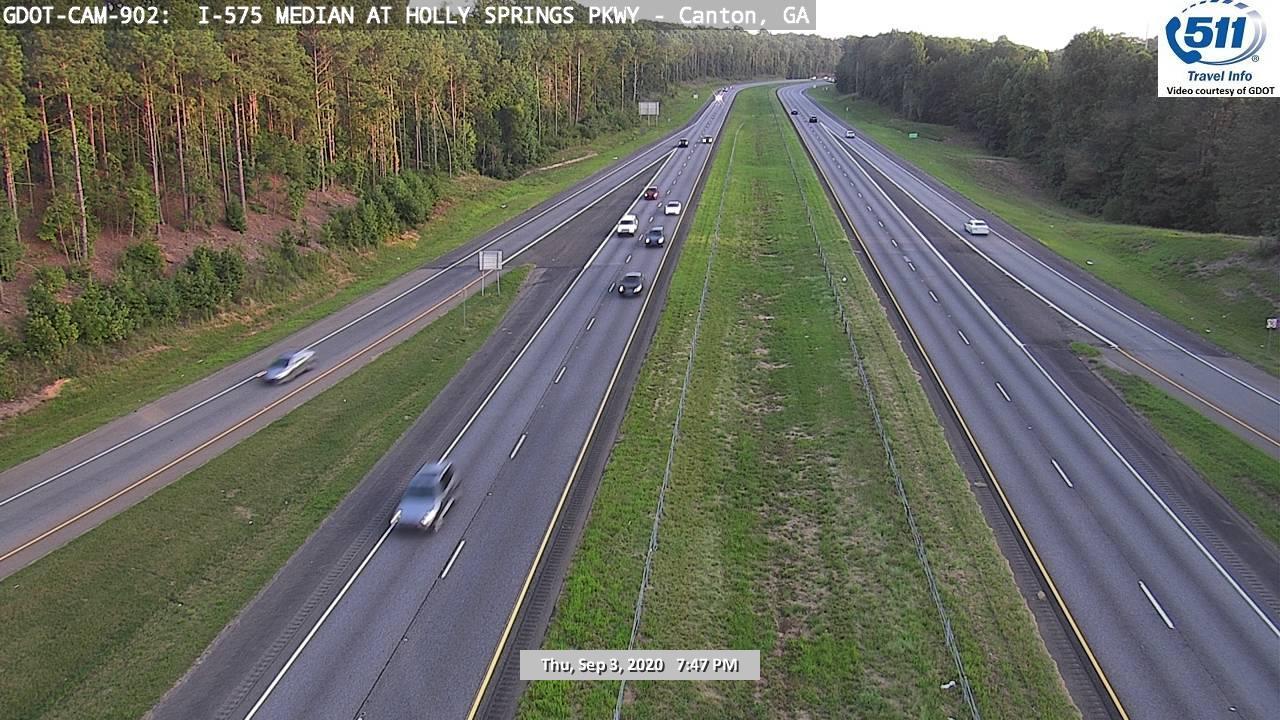 GDOT-CAM-902: I-575 MEDIAN AT HOLLY SPRINGS PKWY - Canton, GA
511
®
Travel Info
Video courtesy of GDOT
Thu, Sep 3, 2020 7:47 PM